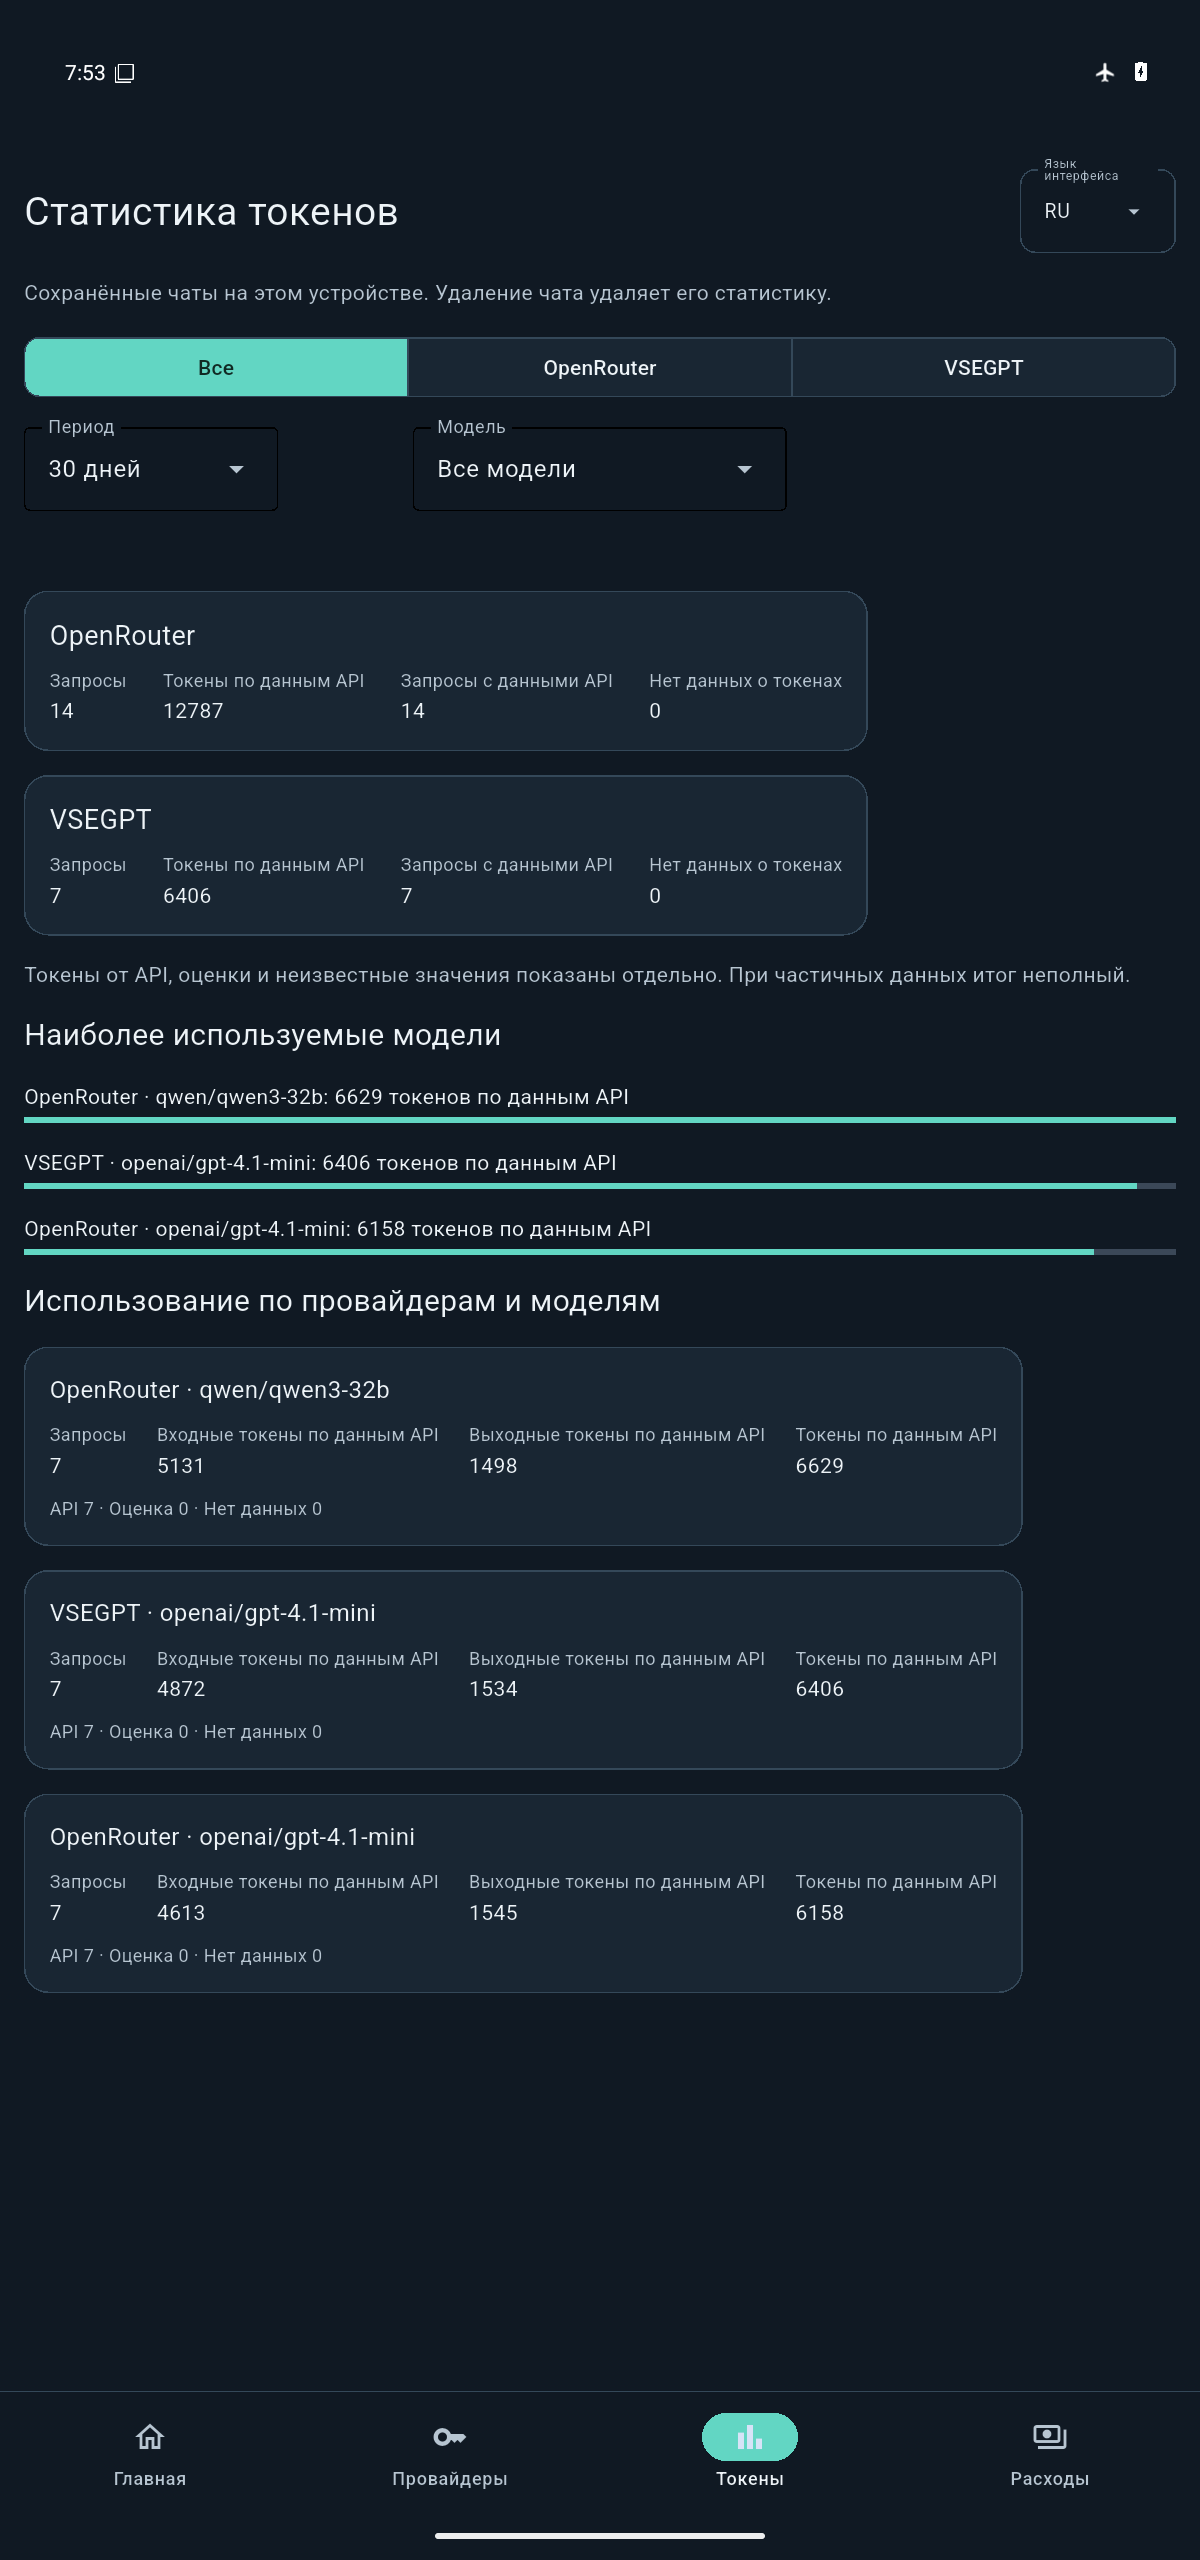 7:53
Статистика токенов
Язык
интерфейса
RU
Сохранённые чаты на этом устройстве. Удаление чата удаляет его статистику.
Все OpenRouter VSEGPT
Период Модель
30 дней Все модели
OpenRouter
Запросы Токены по данным API Запросы с данными API Нет данных о токенах
14 12787 14 0
VSEGPT
Запросы Токены по данным API Запросы с данными API Нет данных о токенах
7 6406 7 0
Токены от API, оценки и неизвестные значения показаны отдельно. При частичных данных итог неполный.
Наиболее используемые модели
OpenRouter · qwen/qwen3-32b: 6629 токенов по данным API
VSEGPT · openai/gpt-4.1-mini: 6406 токенов по данным API
OpenRouter · openai/gpt-4.1-mini: 6158 токенов по данным API
Использование по провайдерам и моделям
OpenRouter · qwen/qwen3-32b
Запросы Входные токены по данным API Выходные токены по данным API Токены по данным API
7 5131 1498 6629
API 7 · Оценка 0 · Нет данных 0
VSEGPT · openai/gpt-4.1-mini
Запросы Входные токены по данным API Выходные токены по данным API Токены по данным API
7 4872 1534 6406
API 7 · Оценка 0 · Нет данных 0
OpenRouter · openai/gpt-4.1-mini
Запросы Входные токены по данным API Выходные токены по данным API Токены по данным API
7 4613 1545 6158
API 7 · Оценка 0 · Нет данных 0
Главная Провайдеры Токены Расходы